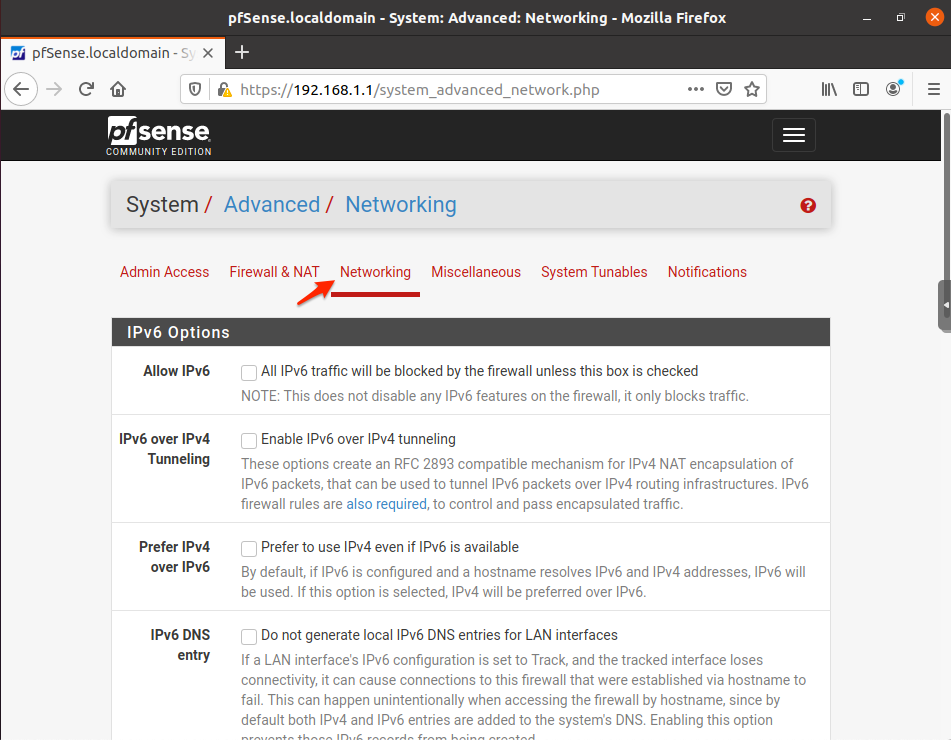 pfSense.localdomain - System: Advanced: Networking - Mozilla Firefox
pfSense.localdomain - Sy
https://192.168.1.1/system_advanced_network.php
pfsense
COMMUNITY EDITION
System / Advanced / Networking
Admin Access Firewall & NAT Networking Miscellaneous System Tunables Notifications
IPv6 Options
Allow IPv6
All IPv6 traffic will be blocked by the firewall unless this box is checked
NOTE: This does not disable any IPv6 features on the firewall, it only blocks traffic.
IPv6 over IPv4
Tunneling
Enable IPv6 over IPv4 tunneling
These options create an RFC 2893 compatible mechanism for IPv4 NAT encapsulation of
IPv6 packets, that can be used to tunnel IPv6 packets over IPv4 routing infrastructures. IPv6
firewall rules are also required, to control and pass encapsulated traffic.
Prefer IPv4
over IPv6
Prefer to use IPv4 even if IPv6 is available
By default, if IPv6 is configured and a hostname resolves IPv6 and IPv4 addresses, IPv6 will
be used. If this option is selected, IPv4 will be preferred over IPv6.
IPv6 DNS
entry
Do not generate local IPv6 DNS entries for LAN interfaces
If a LAN interface's IPv6 configuration is set to Track, and the tracked interface loses
connectivity, it can cause connections to this firewall that were established via hostname to
fail. This can happen unintentionally when accessing the firewall by hostname, since by
default both IPv4 and IPv6 entries are added to the system's DNS. Enabling this option
prevents those IPv6 records from being created.